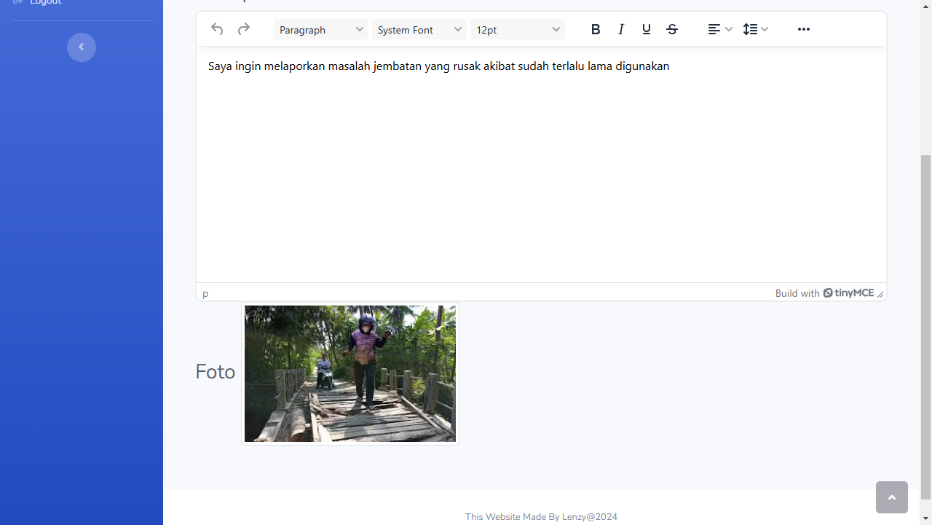 Logout
Paragraph System Font 12pt B I U S
Saya ingin melaporkan masalah jembatan yang rusak akibat sudah terlalu lama digunakan
p Build with tinyMCE
Foto
This Website Made By Lenzy@2024